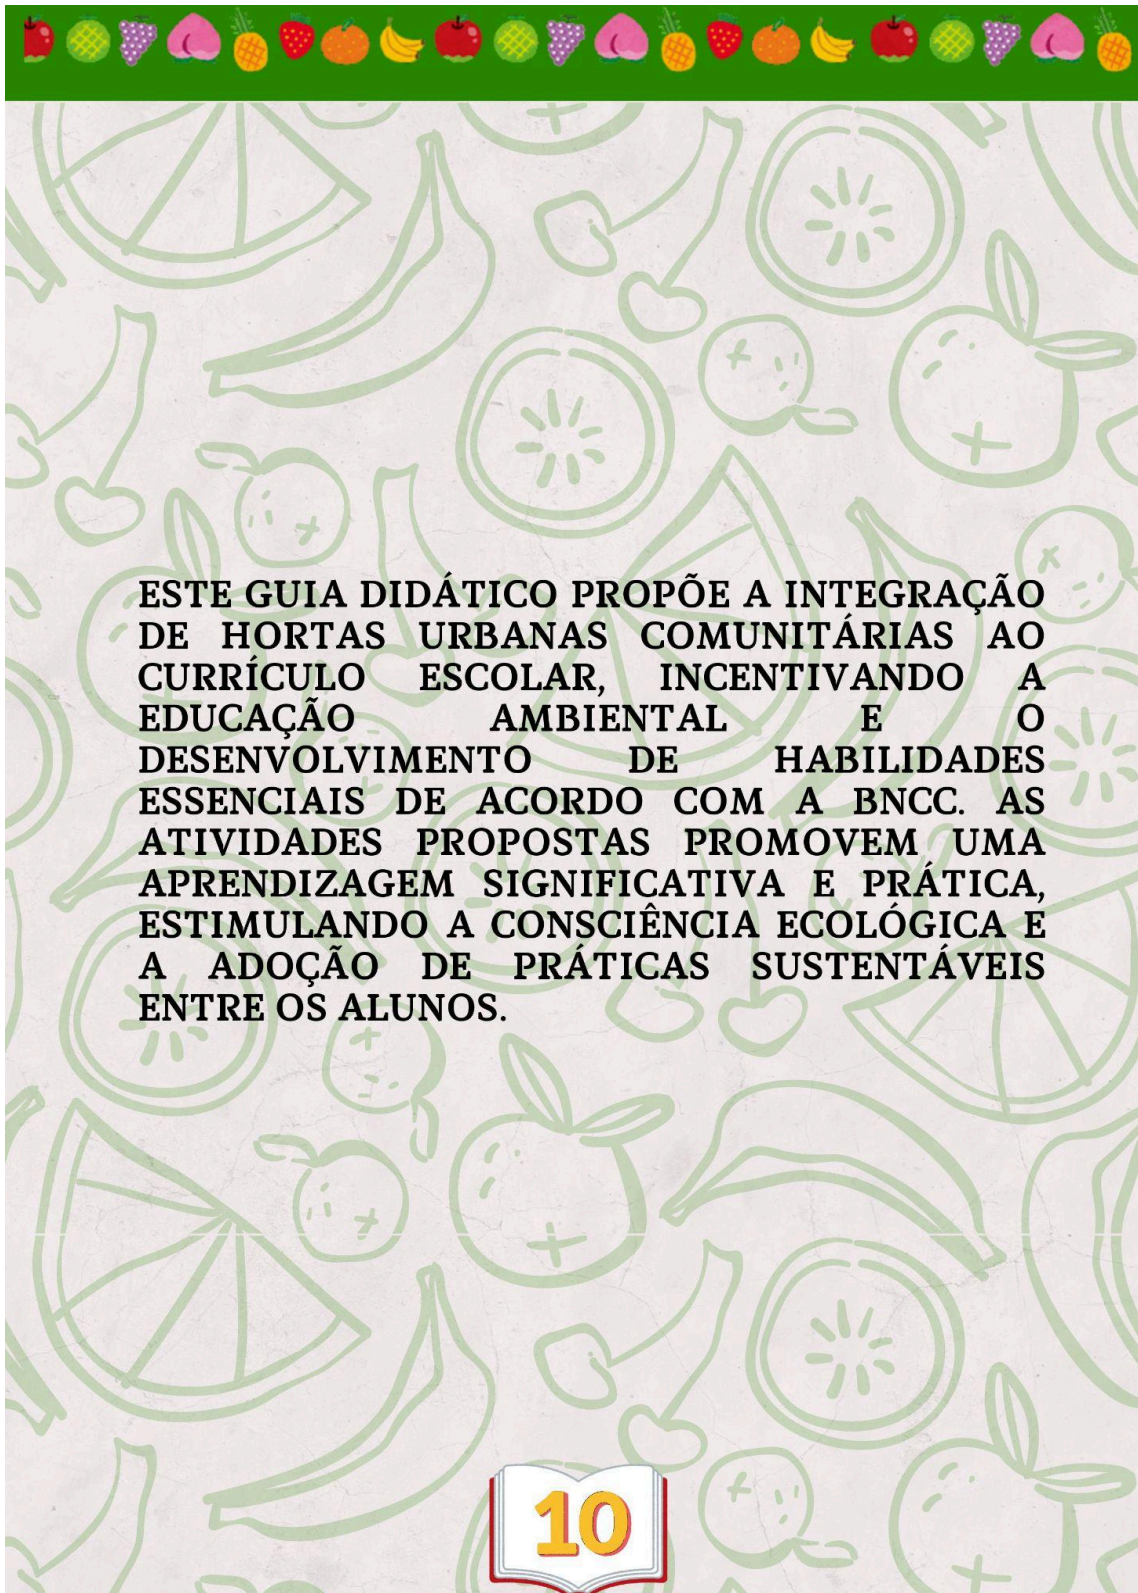 ESTE GUIA DIDÁTICO PROPÕE A INTEGRAÇÃO
DE HORTAS URBANAS COMUNITÁRIAS AO
CURRÍCULO ESCOLAR, INCENTIVANDO A
EDUCAÇÃO AMBIENTAL E O
DESENVOLVIMENTO DE HABILIDADES
ESSENCIAIS DE ACORDO COM A BNCC. AS
ATIVIDADES PROPOSTAS PROMOVEM UMA
APRENDIZAGEM SIGNIFICATIVA E PRÁTICA,
ESTIMULANDO A CONSCIÊNCIA ECOLÓGICA E
A ADOÇÃO DE PRÁTICAS SUSTENTÁVEIS
ENTRE OS ALUNOS.
10